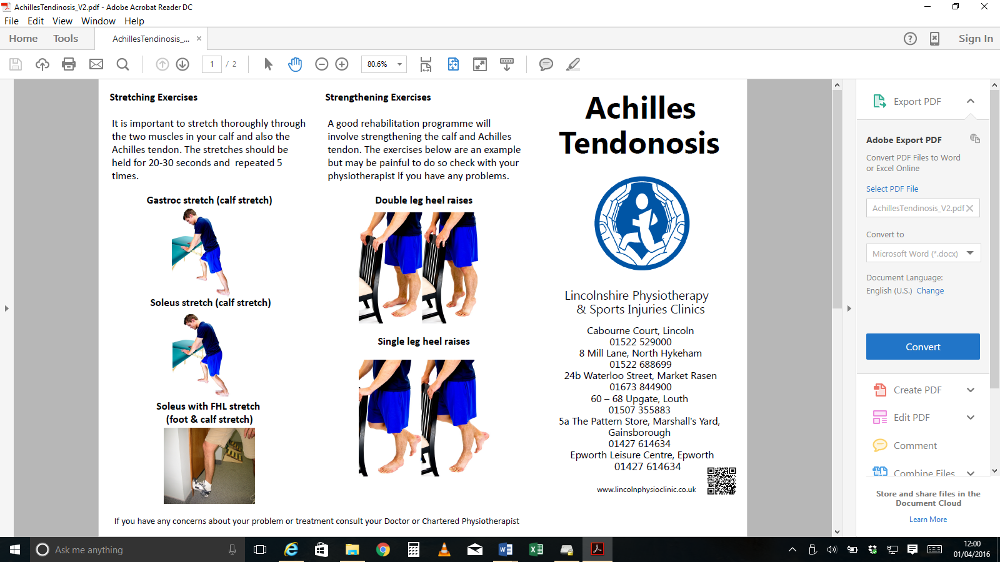 AchillesTendinosis_V2.pdf - Adobe Acrobat Reader DC
File Edit View Window Help
Home Tools AchillesTendinosis_... × Sign In
1 / 2 80.6%
Stretching Exercises
It is important to stretch thoroughly through
the two muscles in your calf and also the
Achilles tendon. The stretches should be
held for 20-30 seconds and repeated 5
times.
Gastroc stretch (calf stretch)
Soleus stretch (calf stretch)
Soleus with FHL stretch
(foot & calf stretch)
Strengthening Exercises
A good rehabilitation programme will
involve strengthening the calf and Achilles
tendon. The exercises below are an example
but may be painful to do so check with your
physiotherapist if you have any problems.
Double leg heel raises
Single leg heel raises
If you have any concerns about your problem or treatment consult your Doctor or Chartered Physiotherapist
Achilles
Tendonosis
Lincolnshire Physiotherapy
& Sports Injuries Clinics
Cabourne Court, Lincoln
01522 529000
8 Mill Lane, North Hykeham
01522 688699
24b Waterloo Street, Market Rasen
01673 844900
60 – 68 Upgate, Louth
01507 355883
5a The Pattern Store, Marshall's Yard,
Gainsborough
01427 614634
Epworth Leisure Centre, Epworth
01427 614634
www.lincolnphysioclinic.co.uk
Export PDF
Adobe Export PDF
Convert PDF Files to Word
or Excel Online
Select PDF File
AchillesTendinosis_V2.pdf
Convert to
Microsoft Word (*.docx)
Document Language:
English (U.S.) Change
Convert
Create PDF
Edit PDF
Comment
Combine Files
Store and share files in the
Document Cloud
Learn More
Ask me anything
12:00
01/04/2016